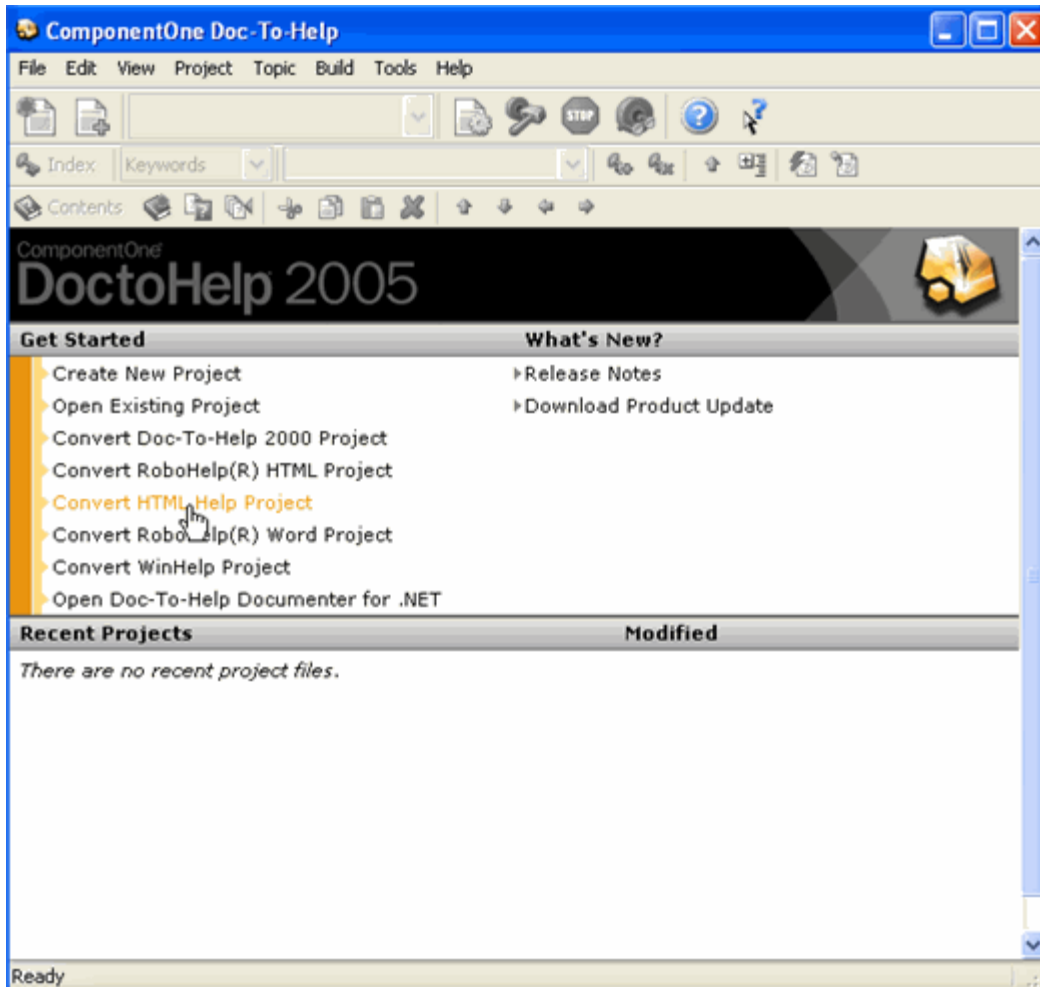 ComponentOne Doc-To-Help
File Edit View Project Topic Build Tools Help
STOP
Index Keywords
Contents
ComponentOne
DoctoHelp 2005
Get Started What's New?
Create New Project Release Notes
Open Existing Project Download Product Update
Convert Doc-To-Help 2000 Project
Convert RoboHelp(R) HTML Project
Convert HTML Help Project
Convert RoboHelp(R) Word Project
Convert WinHelp Project
Open Doc-To-Help Documenter for .NET
Recent Projects Modified
There are no recent project files.
Ready